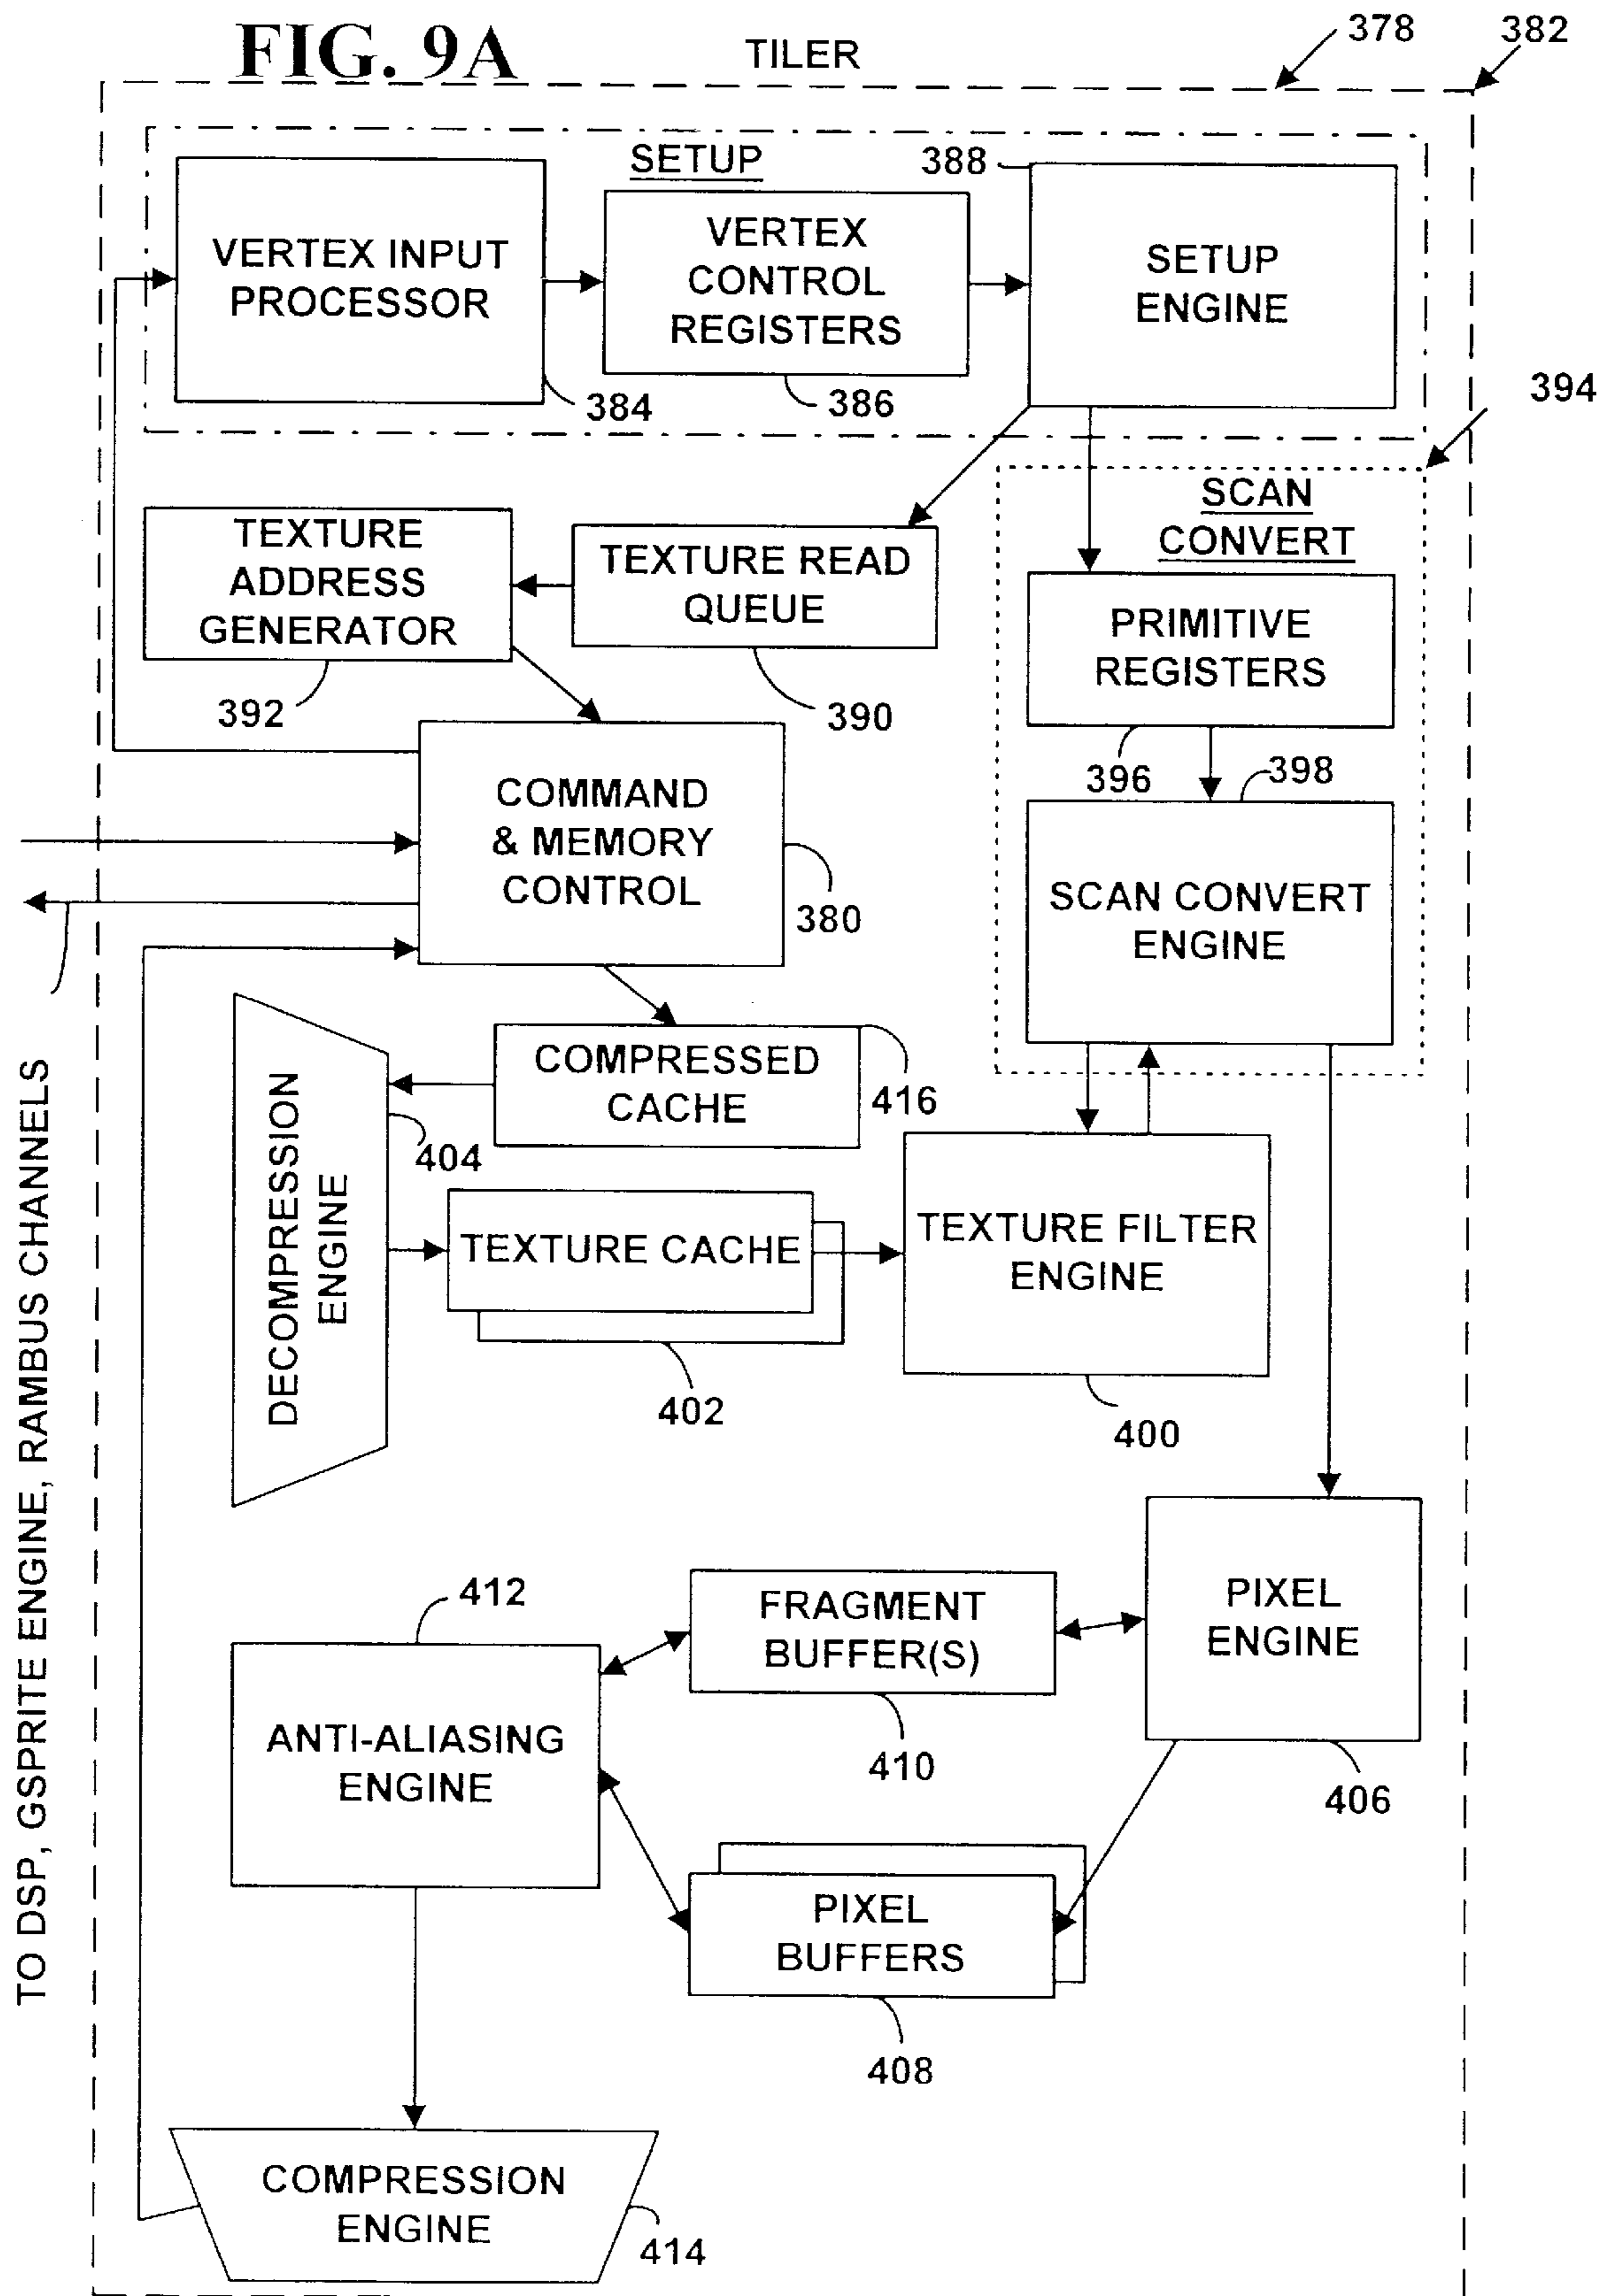 FIG. 9A
TILER
378
382
SETUP
388
VERTEX INPUT
PROCESSOR
384
VERTEX
CONTROL
REGISTERS
386
SETUP
ENGINE
394
SCAN
CONVERT
TEXTURE
ADDRESS
GENERATOR
392
TEXTURE READ
QUEUE
390
PRIMITIVE
REGISTERS
396
398
COMMAND
& MEMORY
CONTROL
380
SCAN CONVERT
ENGINE
TO DSP, GSPRITE ENGINE, RAMBUS CHANNELS
DECOMPRESSION
ENGINE
404
COMPRESSED
CACHE
416
TEXTURE CACHE
402
TEXTURE FILTER
ENGINE
400
412
FRAGMENT
BUFFER(S)
410
PIXEL
ENGINE
406
ANTI-ALIASING
ENGINE
PIXEL
BUFFERS
408
COMPRESSION
ENGINE
414